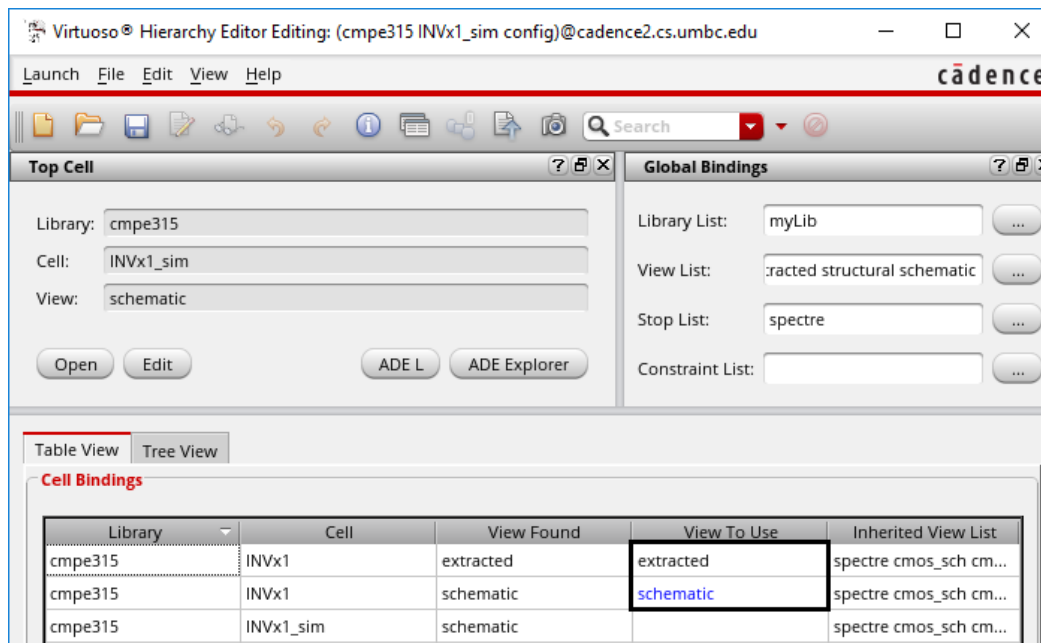 Virtuoso® Hierarchy Editor Editing: (cmpe315 INVx1_sim config)@cadence2.cs.umbc.edu
Launch File Edit View Help
cādence
Search
Top Cell
Library: cmpe315
Cell: INVx1_sim
View: schematic
Open Edit ADE L ADE Explorer
Global Bindings
Library List: myLib ...
View List: :racted structural schematic ...
Stop List: spectre ...
Constraint List: ...
Table View Tree View
Cell Bindings
Library Cell View Found View To Use Inherited View List
cmpe315 INVx1 extracted extracted spectre cmos_sch cm...
cmpe315 INVx1 schematic schematic spectre cmos_sch cm...
cmpe315 INVx1_sim schematic spectre cmos_sch cm...